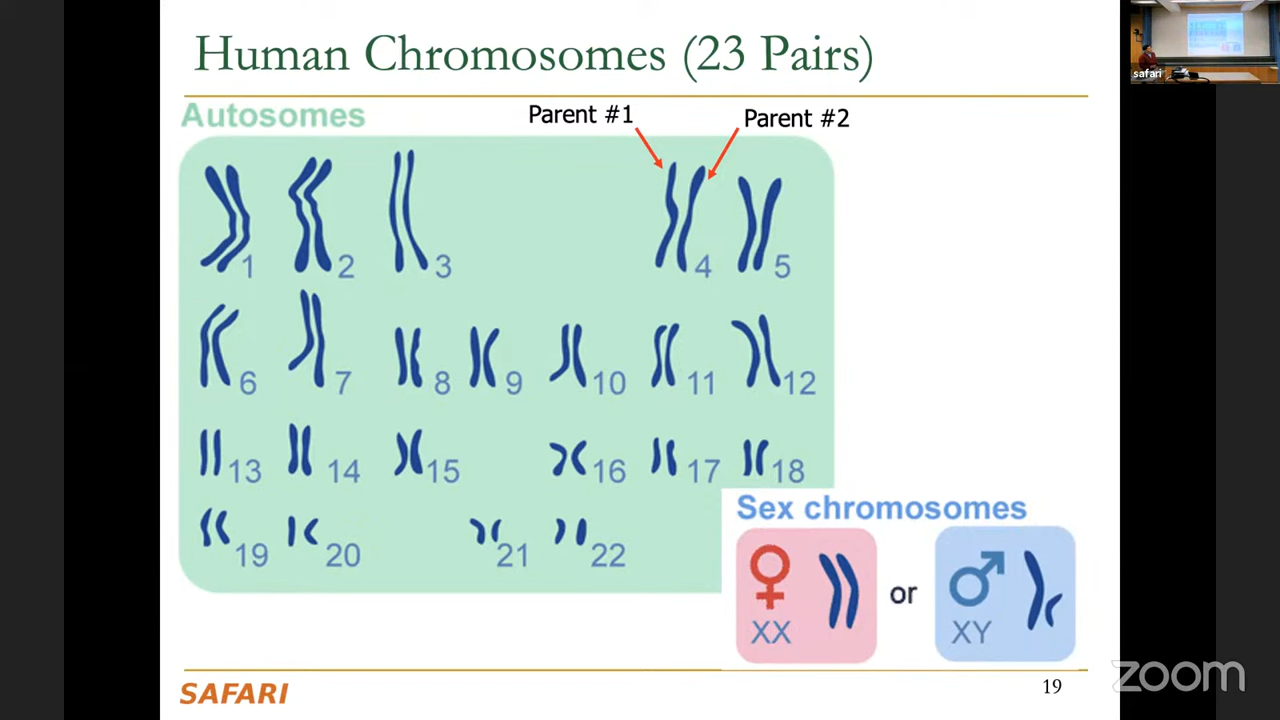 Human Chromosomes (23 Pairs)
safari
Autosomes
Parent #1
Parent #2
1 2 3 4 5
6 7 8 9 10 11 12
13 14 15 16 17 18
19 20 21 22
Sex chromosomes
XX or XY
SAFARI
19
zoom